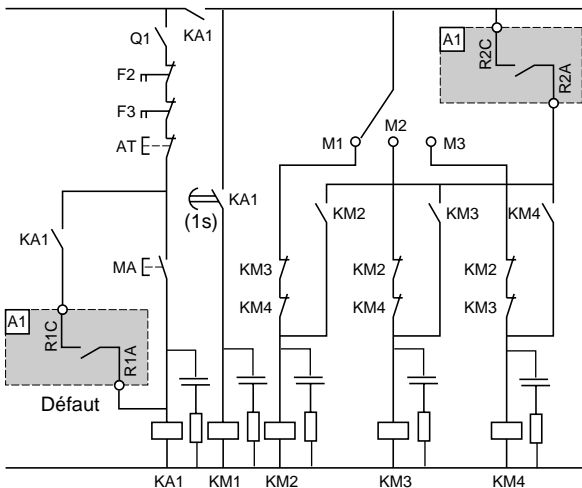 Q1
KA1
A1
R2C
R2A
F2
F3
AT
M1
M2
M3
KA1
(1s)
KM2
KM3
KM4
KA1
MA
KM3
KM2
KM2
KM4
KM4
KM3
A1
R1C
R1A
Défaut
KA1
KM1
KM2
KM3
KM4